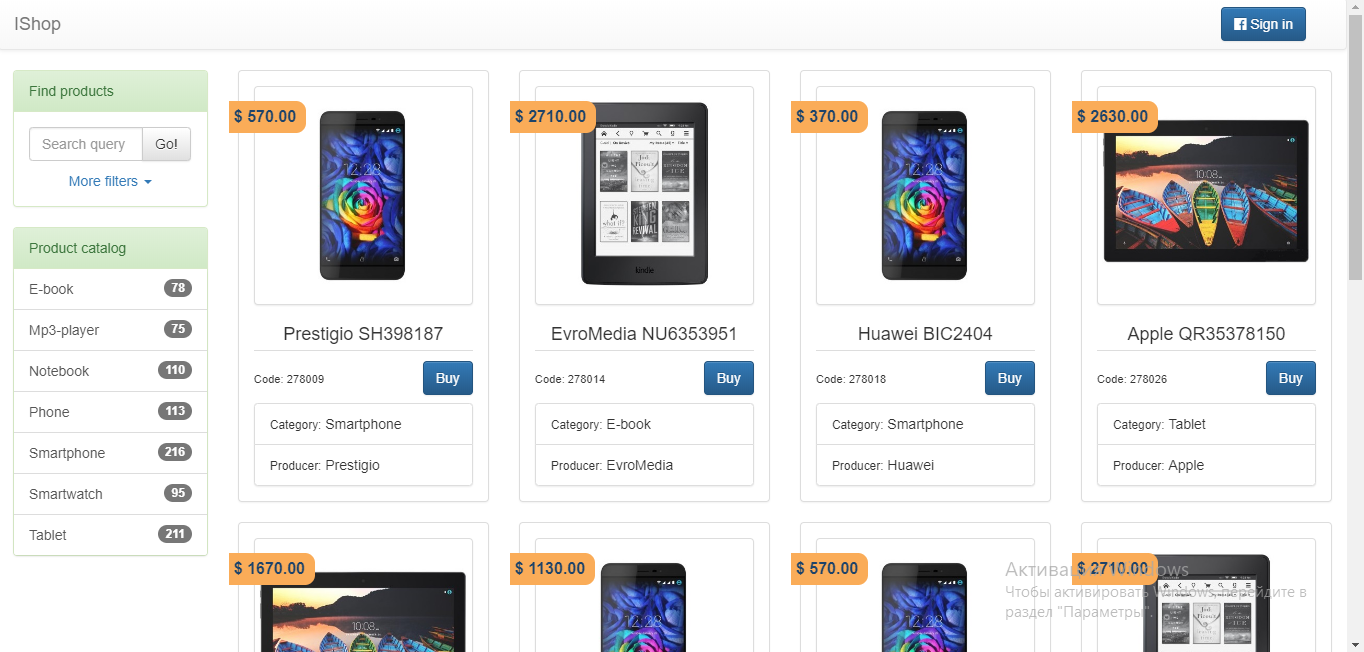 IShop
Sign in
Find products
Search query
Go!
More filters
Product catalog
E-book 78
Mp3-player 75
Notebook 110
Phone 113
Smartphone 216
Smartwatch 95
Tablet 211
$ 570.00
12:28
Prestigio SH398187
Code: 278009
Buy
Category: Smartphone
Producer: Prestigio
$ 2710.00
kindle
EvroMedia NU6353951
Code: 278014
Buy
Category: E-book
Producer: EvroMedia
$ 370.00
12:28
Huawei BIC2404
Code: 278018
Buy
Category: Smartphone
Producer: Huawei
$ 2630.00
10:08
Apple QR35378150
Code: 278026
Buy
Category: Tablet
Producer: Apple
$ 1670.00
10:08
$ 1130.00
12:28
$ 570.00
12:28
$ 2710.00
Активация Windows
Чтобы активировать Windows, перейдите в
раздел "Параметры".